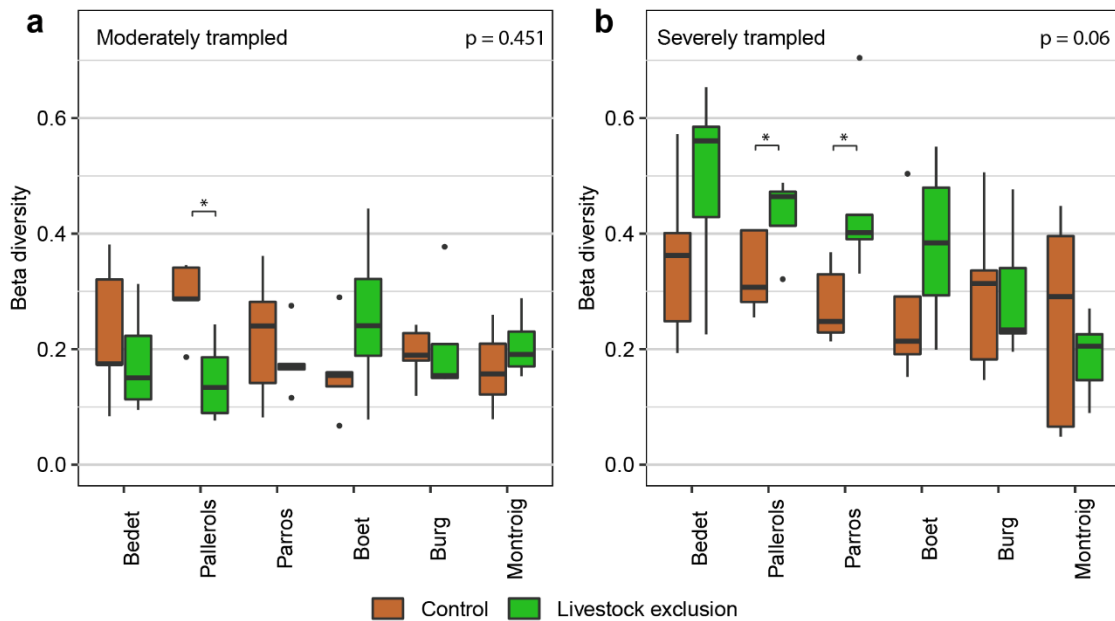 a
Moderately trampled p = 0.451
Beta diversity
0.6
0.4
0.2
0.0
*
Bedet
Pallerols
Parros
Boet
Burg
Montroig
b
Severely trampled p = 0.06
Beta diversity
0.6
0.4
0.2
0.0
*
*
Bedet
Pallerols
Parros
Boet
Burg
Montroig
Control Livestock exclusion